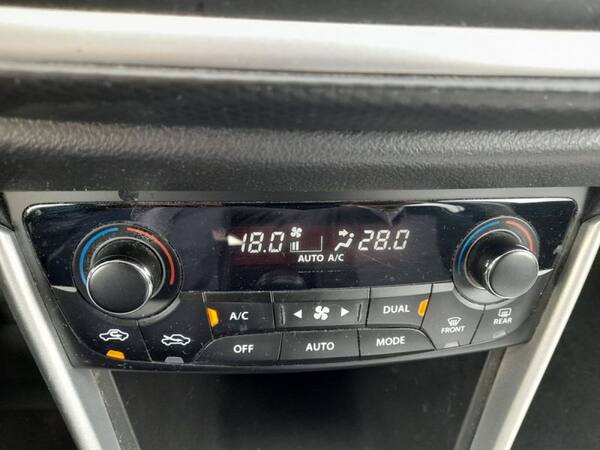 18.0 28.0
AUTO A/C
A/C DUAL
FRONT REAR
OFF AUTO MODE